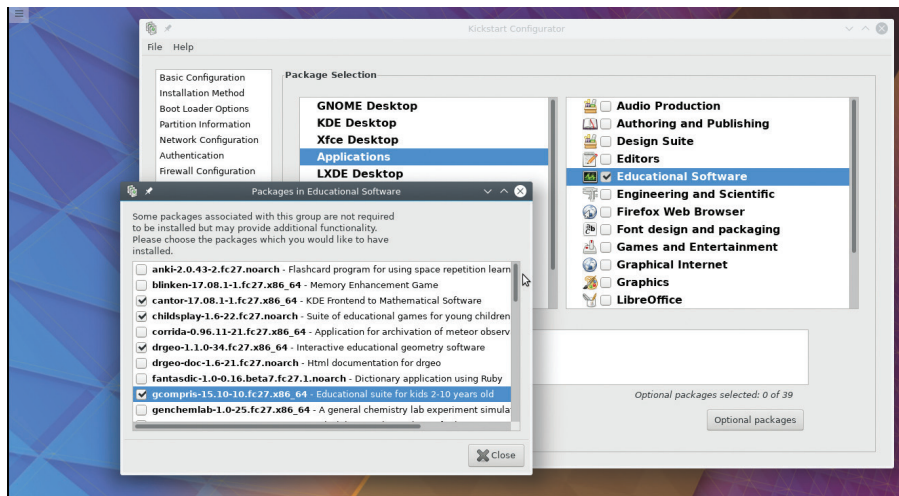 Kickstart Configurator
File Help
Basic Configuration
Installation Method
Boot Loader Options
Partition Information
Network Configuration
Authentication
Firewall Configuration
Package Selection
GNOME Desktop
KDE Desktop
Xfce Desktop
Applications
LXDE Desktop
Audio Production
Authoring and Publishing
Design Suite
Editors
Educational Software
Engineering and Scientific
Firefox Web Browser
Font design and packaging
Games and Entertainment
Graphical Internet
Graphics
LibreOffice
Optional packages selected: 0 of 39
Optional packages
Packages in Educational Software
Some packages associated with this group are not required
to be installed but may provide additional functionality.
Please choose the packages which you would like to have
installed.
anki-2.0.43-2.fc27.noarch - Flashcard program for using space repetition learn
blinken-17.08.1-1.fc27.x86_64 - Memory Enhancement Game
cantor-17.08.1-1.fc27.x86_64 - KDE Frontend to Mathematical Software
childsplay-1.6-22.fc27.noarch - Suite of educational games for young children
corrida-0.96.11-21.fc27.x86_64 - Application for archivation of meteor observ
drgeo-1.1.0-34.fc27.x86_64 - Interactive educational geometry software
drgeo-doc-1.6-21.fc27.noarch - Html documentation for drgeo
fantasdic-1.0-0.16.beta7.fc27.1.noarch - Dictionary application using Ruby
gcompris-15.10-10.fc27.x86_64 - Educational suite for kids 2-10 years old
genchemlab-1.0-25.fc27.x86_64 - A general chemistry lab experiment simula
Close